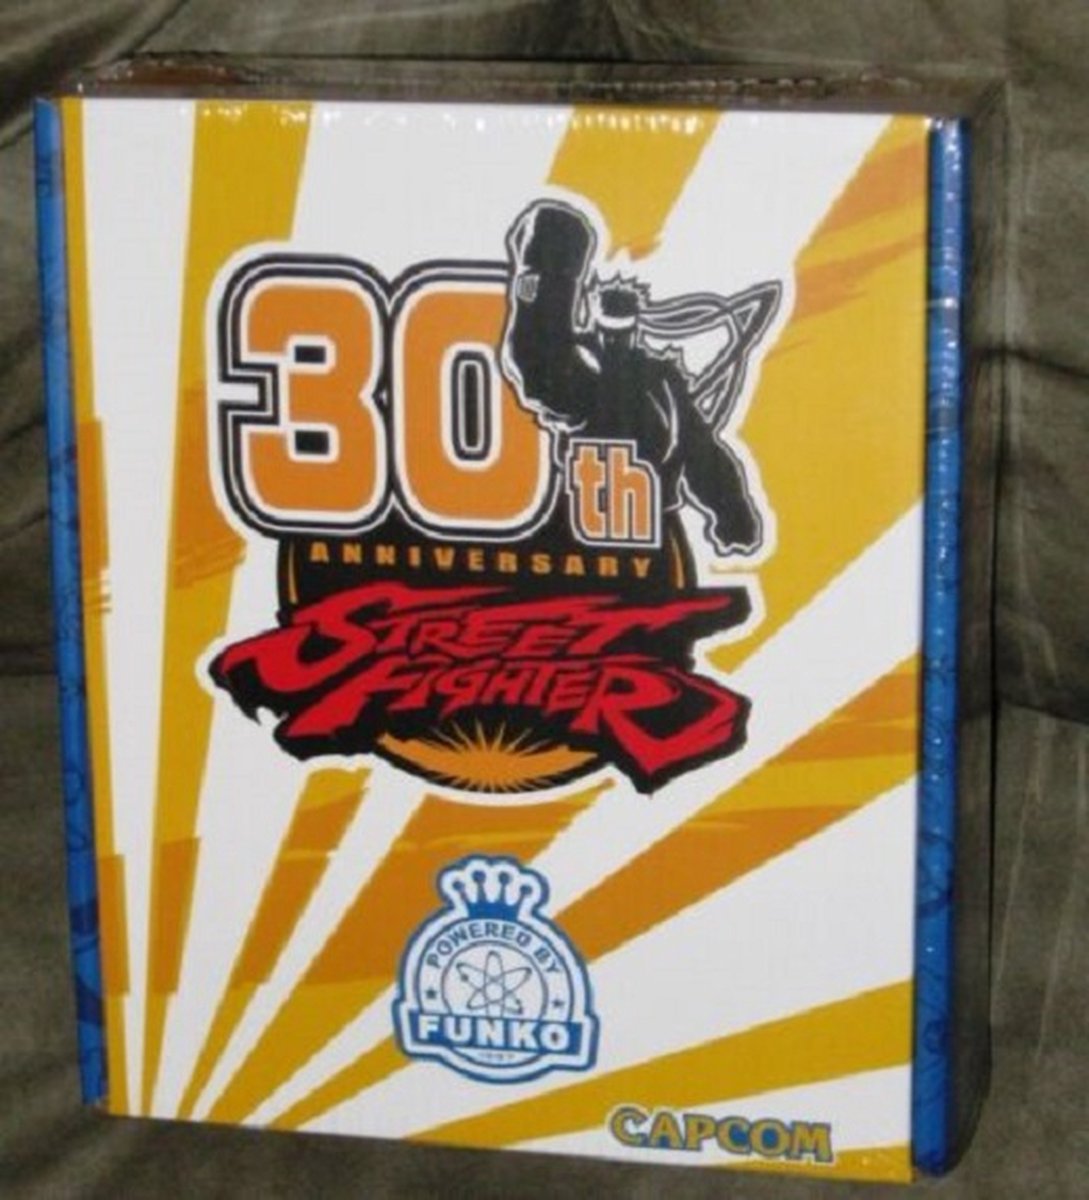 30th
ANNIVERSARY
STREET
FIGHTER
POWERED BY
FUNKO
CAPCOM